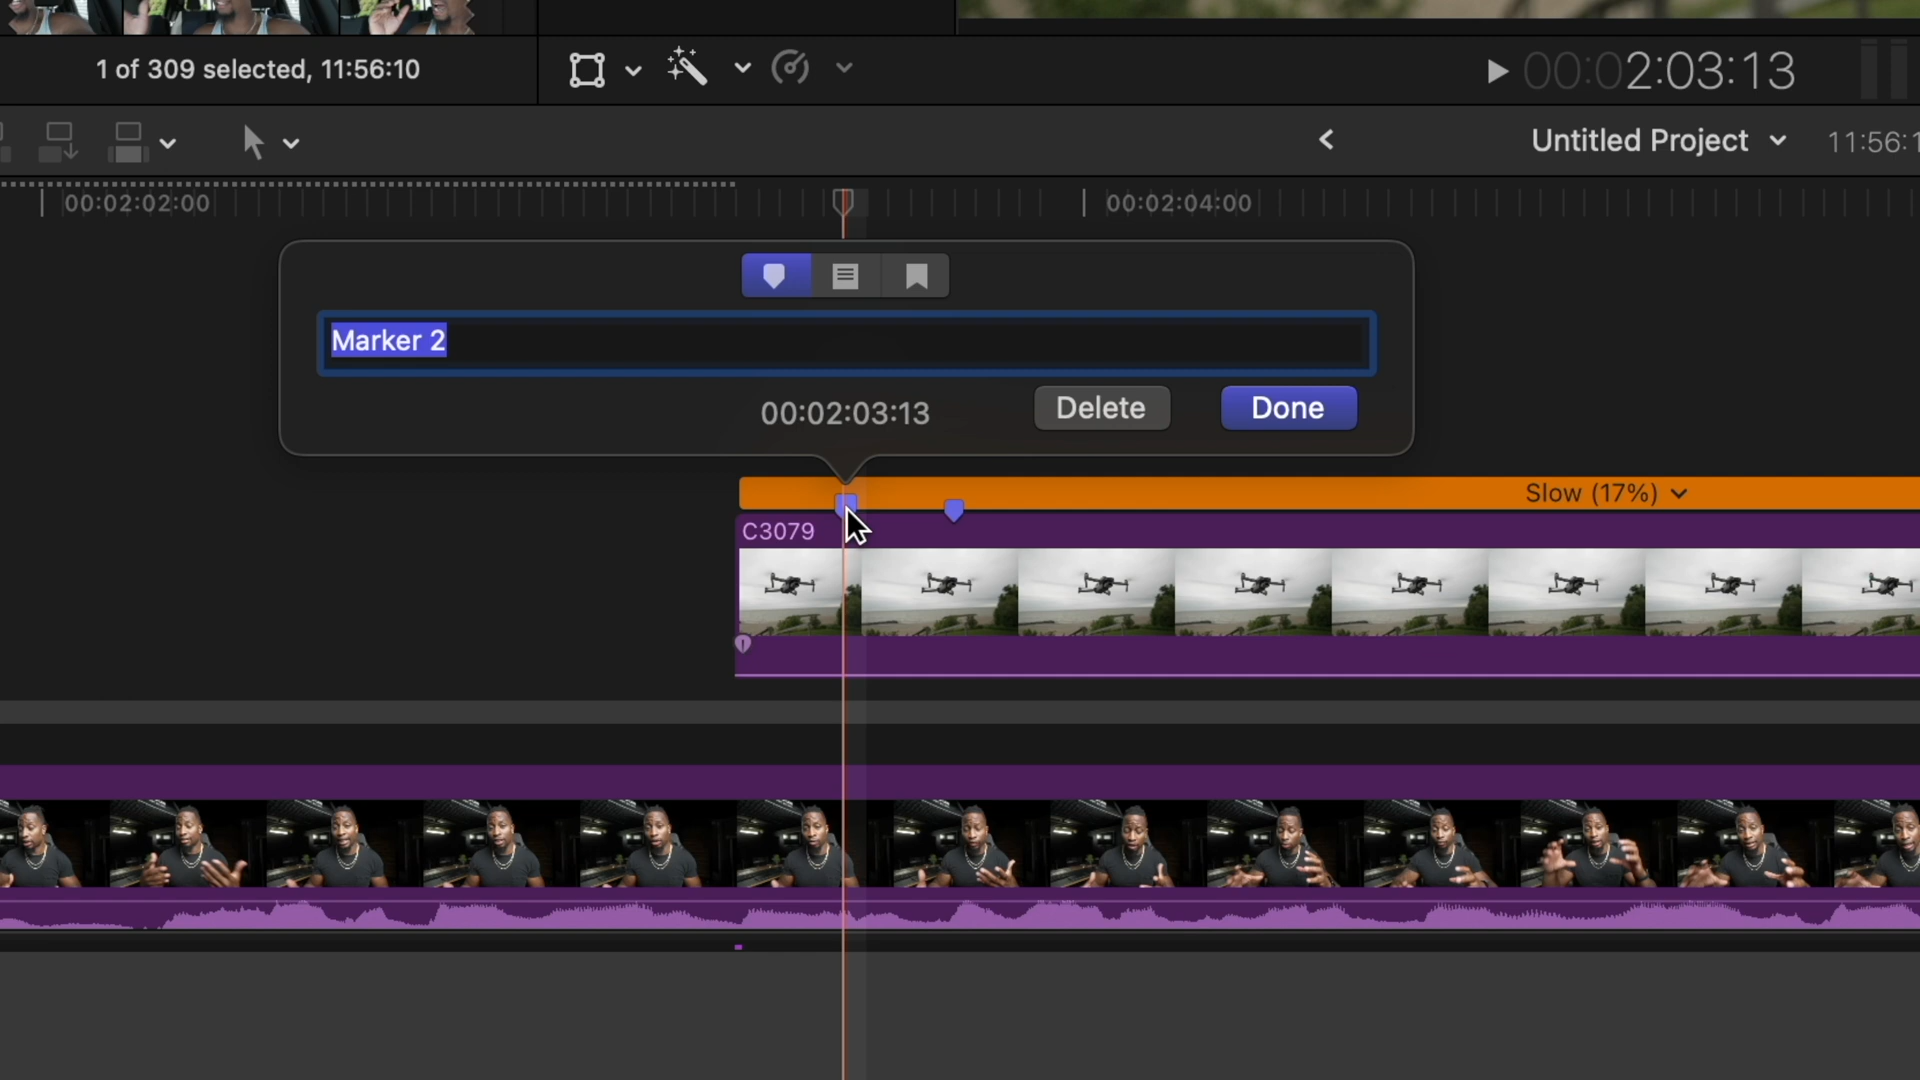 1 of 309 selected, 11:56:10
00:02:03:13
Untitled Project
11:56:1
00:02:02:00
00:02:04:00
Marker 2
00:02:03:13
Delete
Done
Slow (17%)
C3079